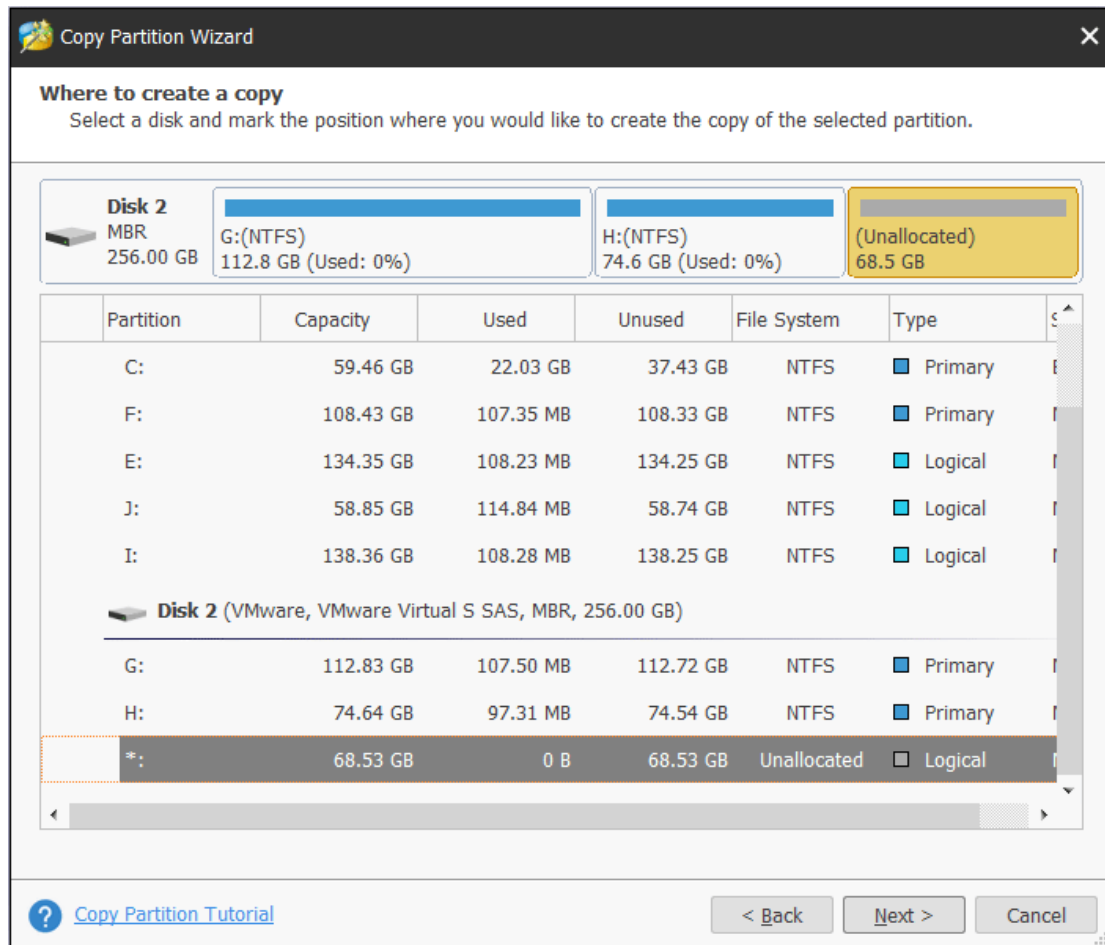 Copy Partition Wizard
Where to create a copy
Select a disk and mark the position where you would like to create the copy of the selected partition.
Disk 2
MBR
256.00 GB
G:(NTFS)
112.8 GB (Used: 0%)
H:(NTFS)
74.6 GB (Used: 0%)
(Unallocated)
68.5 GB
Partition Capacity Used Unused File System Type
C: 59.46 GB 22.03 GB 37.43 GB NTFS Primary
F: 108.43 GB 107.35 MB 108.33 GB NTFS Primary
E: 134.35 GB 108.23 MB 134.25 GB NTFS Logical
J: 58.85 GB 114.84 MB 58.74 GB NTFS Logical
I: 138.36 GB 108.28 MB 138.25 GB NTFS Logical
Disk 2 (VMware, VMware Virtual S SAS, MBR, 256.00 GB)
G: 112.83 GB 107.50 MB 112.72 GB NTFS Primary
H: 74.64 GB 97.31 MB 74.54 GB NTFS Primary
*: 68.53 GB 0 B 68.53 GB Unallocated Logical
? Copy Partition Tutorial
< Back Next > Cancel